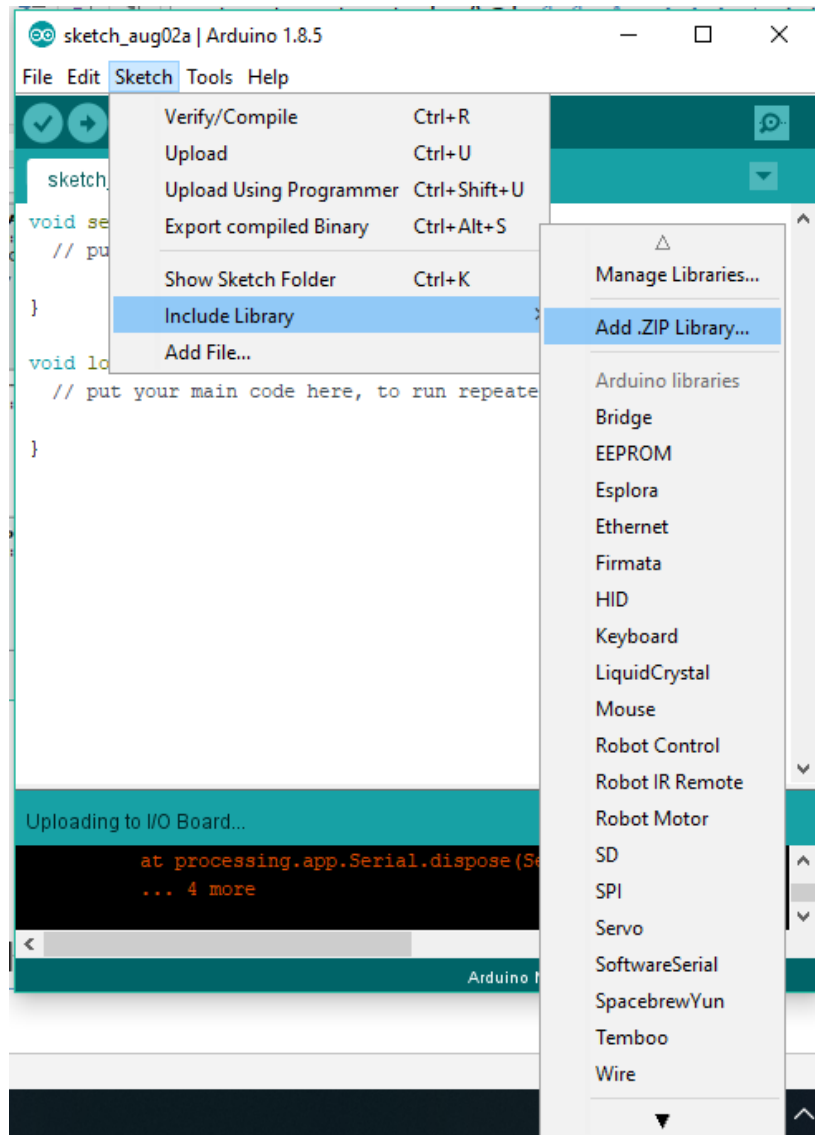 sketch_aug02a | Arduino 1.8.5
File Edit Sketch Tools Help
Verify/Compile Ctrl+R
Upload Ctrl+U
Upload Using Programmer Ctrl+Shift+U
Export compiled Binary Ctrl+Alt+S
Show Sketch Folder Ctrl+K
Include Library
Add File...
Manage Libraries...
Add .ZIP Library...
Arduino libraries
Bridge
EEPROM
Esplora
Ethernet
Firmata
HID
Keyboard
LiquidCrystal
Mouse
Robot Control
Robot IR Remote
Robot Motor
SD
SPI
Servo
SoftwareSerial
SpacebrewYun
Temboo
Wire
sketch_
void se
// pu
}
void lo
// put your main code here, to run repeate
}
Uploading to I/O Board...
at processing.app.Serial.dispose(Se
... 4 more
Arduino